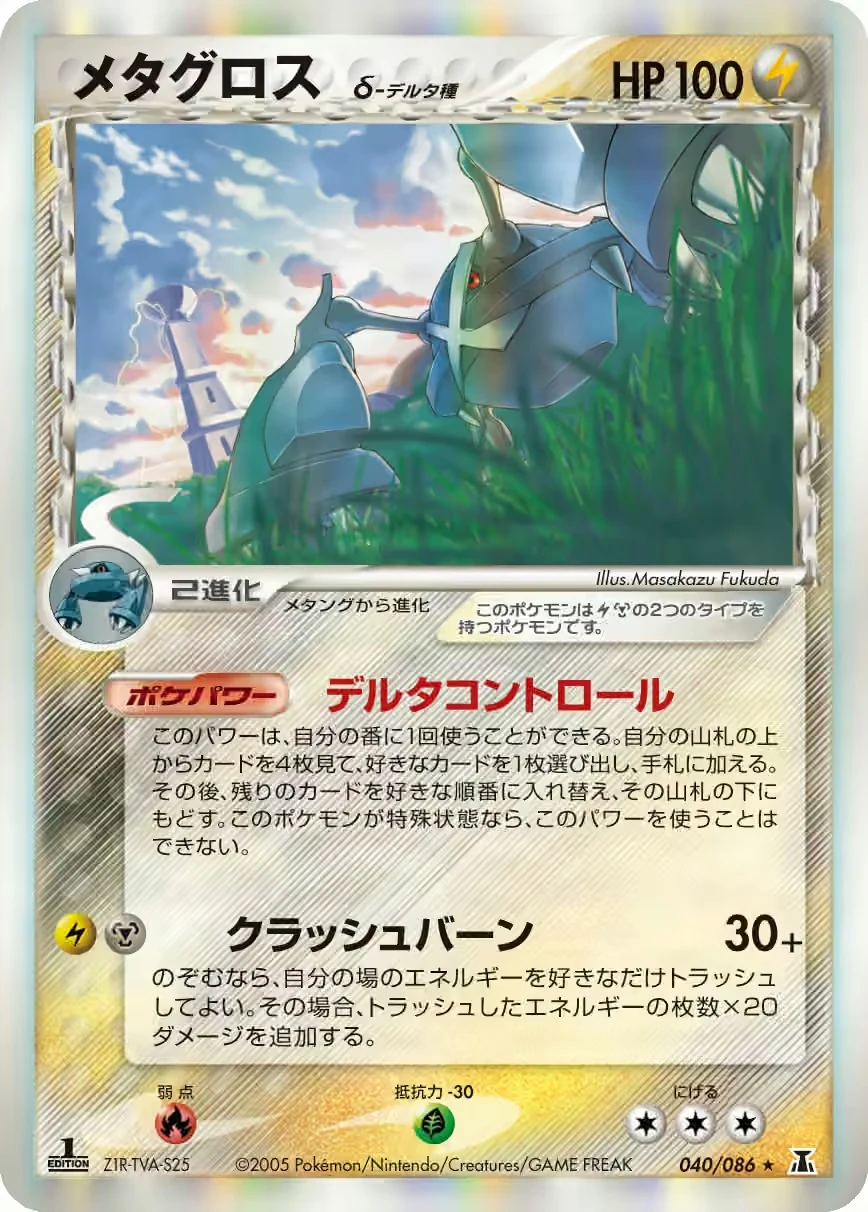 メタグロス δ-デルタ種 HP 100
Illus.Masakazu Fukuda
2進化 メタングから進化
このポケモンはの2つのタイプを
持つポケモンです。
ポケパワー デルタコントロール
このパワーは、自分の番に1回使うことができる。自分の山札の上
からカードを4枚見て、好きなカードを1枚選び出し、手札に加える。
その後、残りのカードを好きな順番に入れ替え、その山札の下に
もどす。このポケモンが特殊状態なら、このパワーを使うことは
できない。
クラッシュバーン 30+
のぞむなら、自分の場のエネルギーを好きなだけトラッシュ
してよい。その場合、トラッシュしたエネルギーの枚数×20
ダメージを追加する。
弱点 抵抗力 -30 にげる
1 EDITION Z1R-TVA-S25 ©2005 Pokémon/Nintendo/Creatures/GAME FREAK 040/086 ★